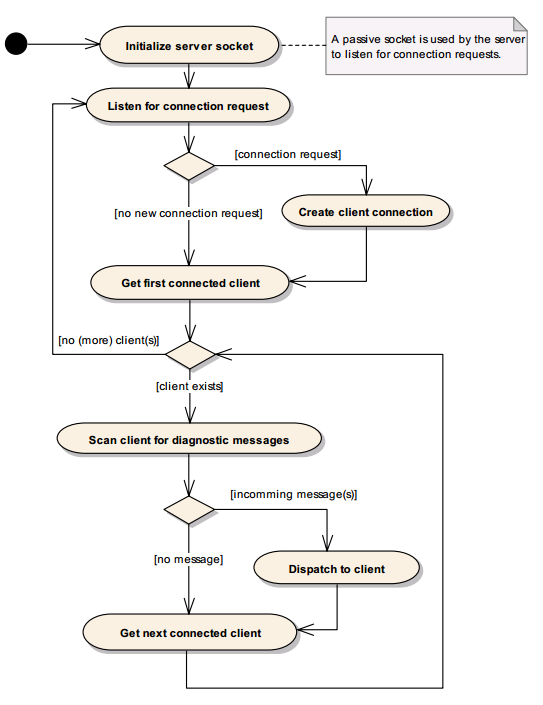 Initialize server socket
A passive socket is used by the server
to listen for connection requests.
Listen for connection request
[connection request]
[no new connection request]
Create client connection
Get first connected client
[no (more) client(s)]
[client exists]
Scan client for diagnostic messages
[incomming message(s)]
[no message]
Dispatch to client
Get next connected client